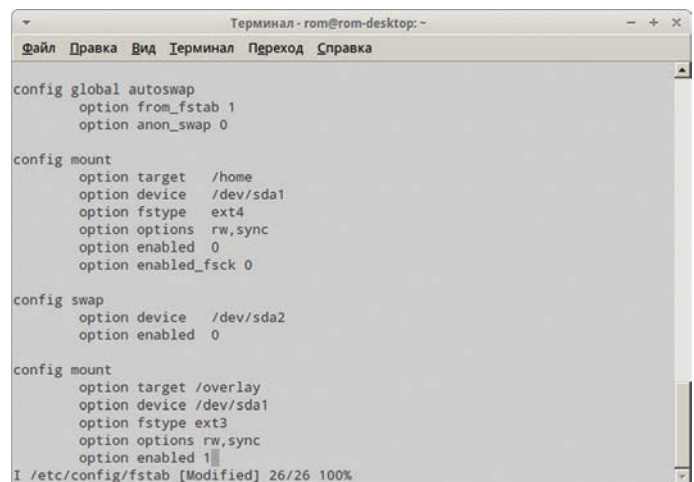 Терминал - rom@rom-desktop: ~
Файл Правка Вид Терминал Переход Справка
config global autoswap
option from_fstab 1
option anon_swap 0
config mount
option target /home
option device /dev/sda1
option fstype ext4
option options rw,sync
option enabled 0
option enabled_fsck 0
config swap
option device /dev/sda2
option enabled 0
config mount
option target /overlay
option device /dev/sda1
option fstype ext3
option options rw,sync
option enabled 1
I /etc/config/fstab [Modified] 26/26 100%